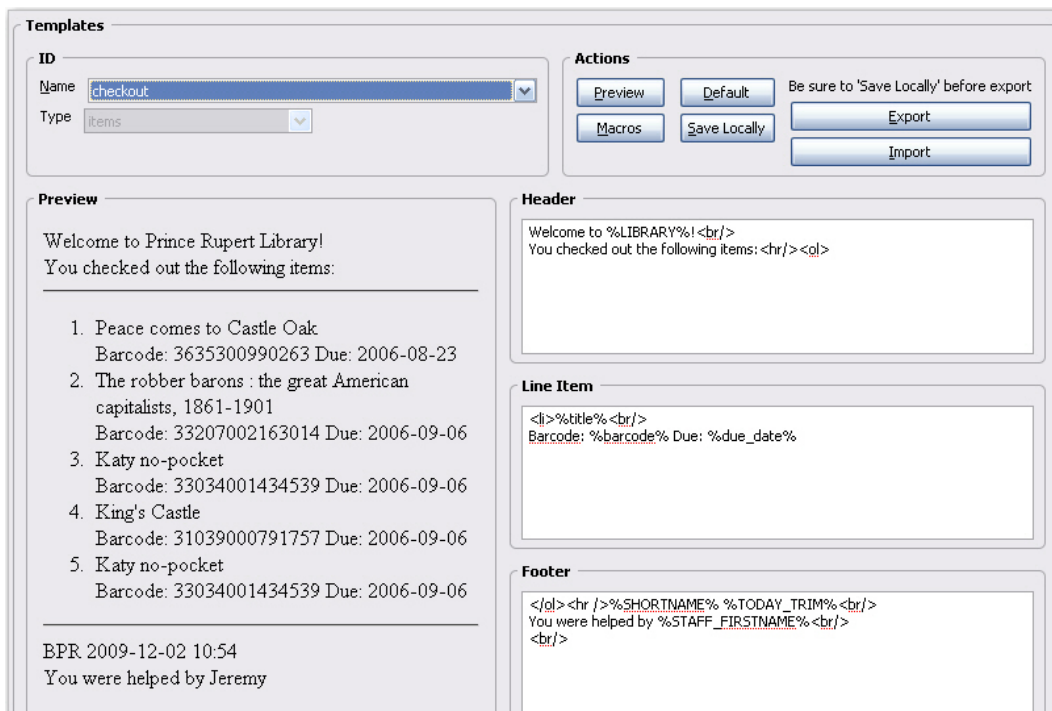 Templates
ID
Name checkout
Type items
Actions
Preview Default Be sure to 'Save Locally' before export
Macros Save Locally Export
Import
Preview
Welcome to Prince Rupert Library!
You checked out the following items:
1. Peace comes to Castle Oak
Barcode: 3635300990263 Due: 2006-08-23
2. The robber barons : the great American
capitalists, 1861-1901
Barcode: 33207002163014 Due: 2006-09-06
3. Katy no-pocket
Barcode: 33034001434539 Due: 2006-09-06
4. King's Castle
Barcode: 31039000791757 Due: 2006-09-06
5. Katy no-pocket
Barcode: 33034001434539 Due: 2006-09-06
BPR 2009-12-02 10:54
You were helped by Jeremy
Header
Welcome to %LIBRARY%!<br/>
You checked out the following items:<hr/><ol>
Line Item
<li>%title%<br/>
Barcode: %barcode% Due: %due_date%
Footer
</ol><hr />%SHORTNAME% %TODAY_TRIM%<br/>
You were helped by %STAFF_FIRSTNAME%<br/>
<br/>